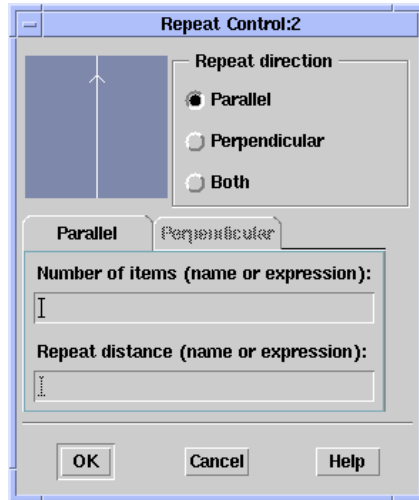 Repeat Control:2
Repeat direction
Parallel
Perpendicular
Both
Parallel Perpendicular
Number of items (name or expression):
Repeat distance (name or expression):
OK Cancel Help